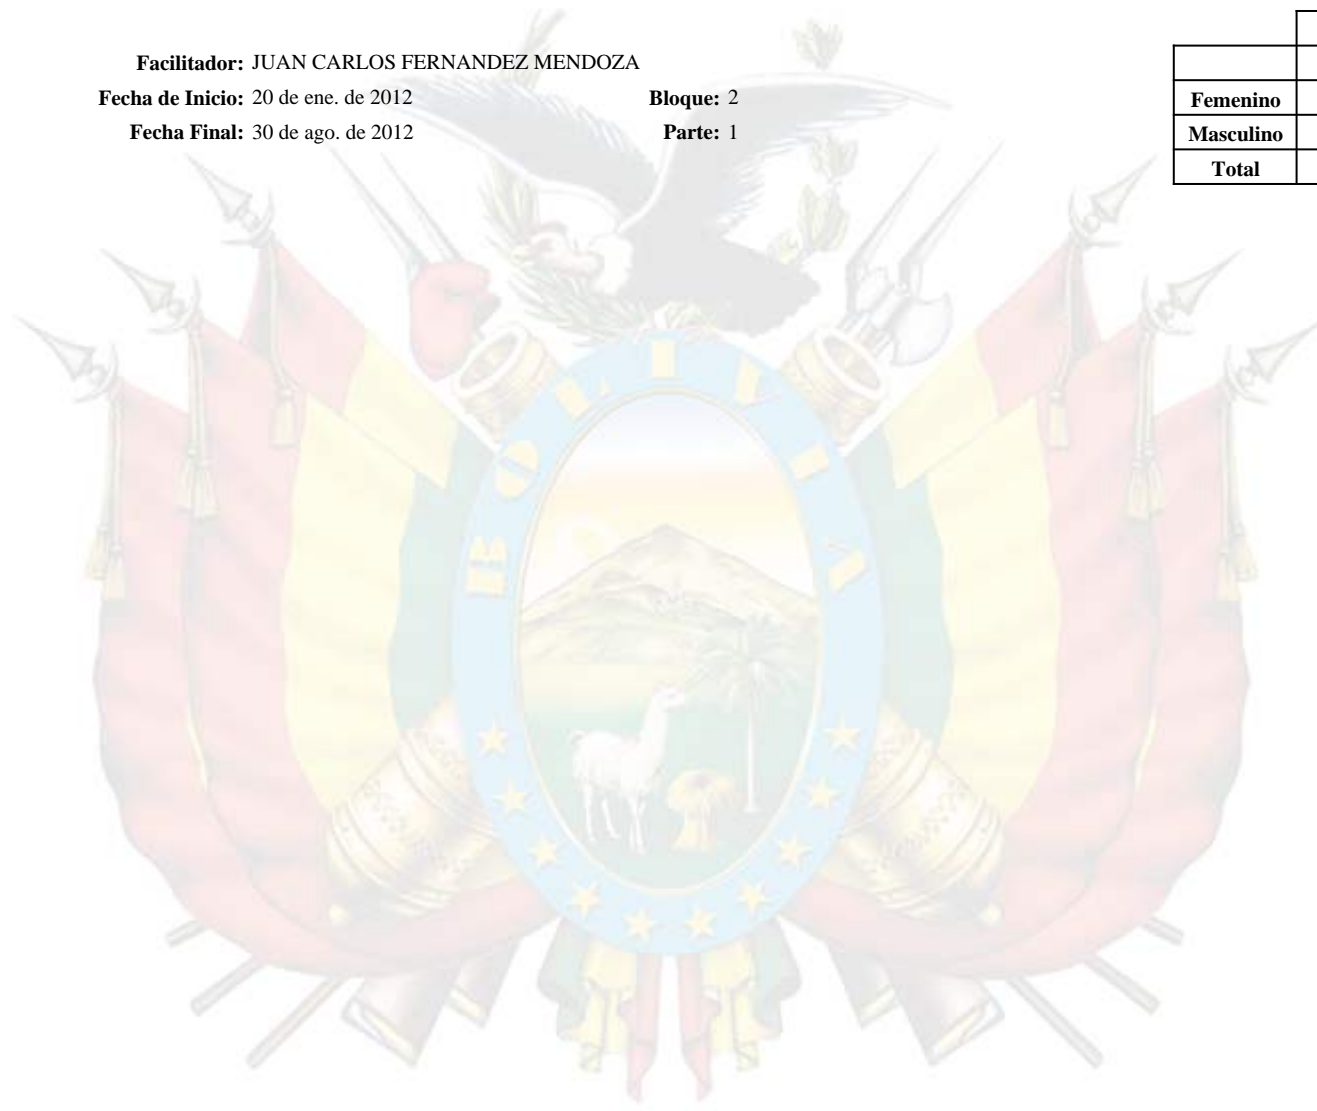 Facilitador: JUAN CARLOS FERNANDEZ MENDOZA
Fecha de Inicio: 20 de ene. de 2012 Bloque: 2
Fecha Final: 30 de ago. de 2012 Parte: 1
Femenino
Masculino
Total
BOLIVIA